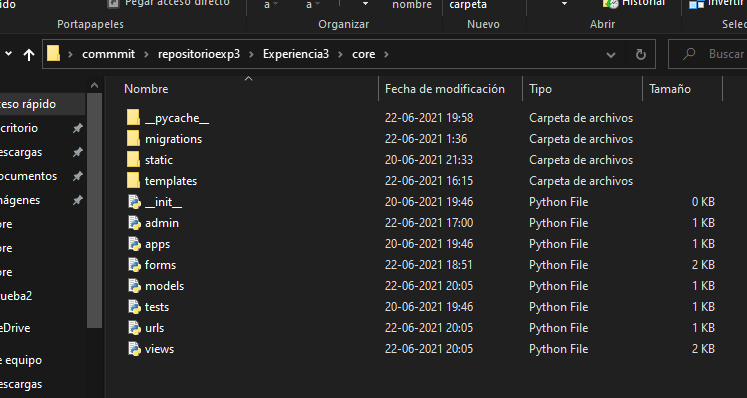 ido
Pegar acceso directo
a
a
nombre
carpeta
Historial
Invertir
Portapapeles
Organizar
Nuevo
Abrir
Selec
commmit
repositorioexp3
Experiencia3
core
Buscar
Nombre
Fecha de modificación
Tipo
Tamaño
ceso rápido
critorio
escargas
ocumentos
mágenes
ore
ore
ore
rueba2
eDrive
e equipo
escargas
__pycache__ 22-06-2021 19:58 Carpeta de archivos
migrations 22-06-2021 1:36 Carpeta de archivos
static 20-06-2021 21:33 Carpeta de archivos
templates 22-06-2021 16:15 Carpeta de archivos
__init__ 20-06-2021 19:46 Python File 0 KB
admin 22-06-2021 17:00 Python File 1 KB
apps 20-06-2021 19:46 Python File 1 KB
forms 22-06-2021 18:51 Python File 2 KB
models 22-06-2021 20:05 Python File 1 KB
tests 20-06-2021 19:46 Python File 1 KB
urls 22-06-2021 20:05 Python File 1 KB
views 22-06-2021 20:05 Python File 2 KB